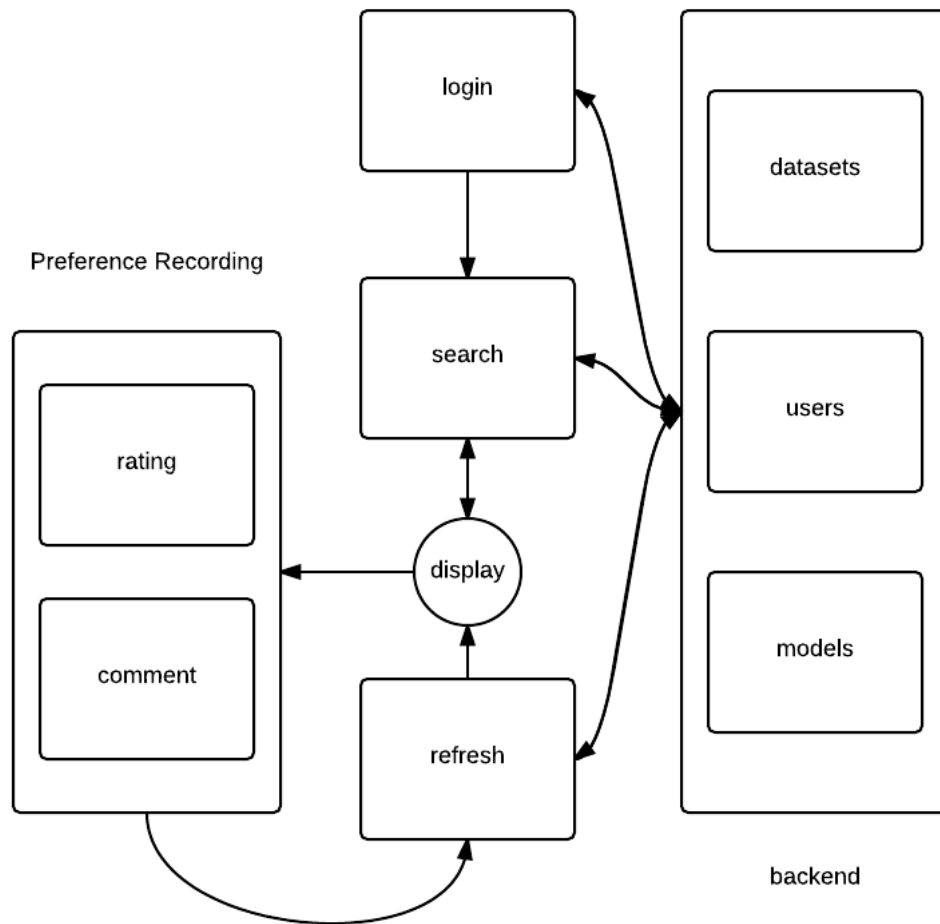 login
datasets
Preference Recording
search
users
rating
display
models
comment
refresh
backend